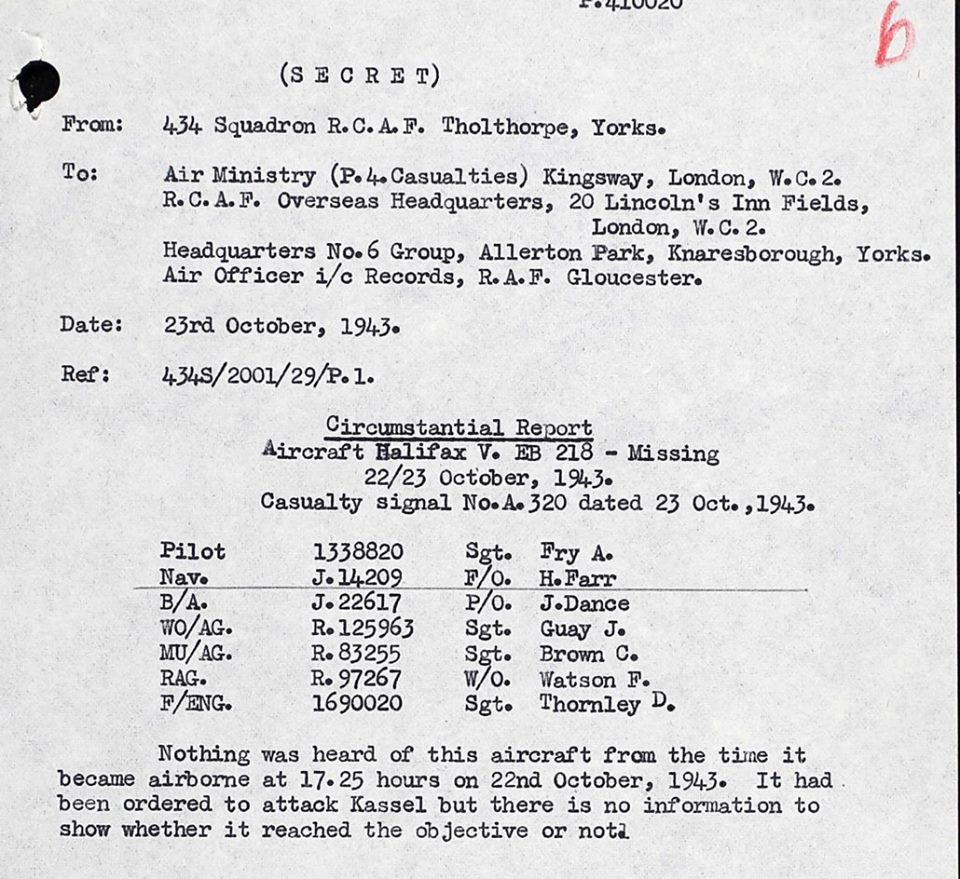 P.410020
6
(S E C R E T)
From: 434 Squadron R.C.A.F. Tholthorpe, Yorks.
To: Air Ministry (P.4.Casualties) Kingsway, London, W.C.2.
R.C.A.F. Overseas Headquarters, 20 Lincoln's Inn Fields,
London, W.C.2.
Headquarters No.6 Group, Allerton Park, Knaresborough, Yorks.
Air Officer i/c Records, R.A.F. Gloucester.
Date: 23rd October, 1943.
Ref: 434S/2001/29/P.1.
Circumstantial Report
Aircraft Halifax V. EB 218 - Missing
22/23 October, 1943.
Casualty signal No.A.320 dated 23 Oct.,1943.
Pilot 1338820 Sgt. Fry A.
Nav. J.14209 F/O. H.Farr
B/A. J.22617 P/O. J.Dance
WO/AG. R.125963 Sgt. Guay J.
MU/AG. R.83255 Sgt. Brown C.
RAG. R.97267 W/O. Watson F.
F/ENG. 1690020 Sgt. Thornley D.
Nothing was heard of this aircraft from the time it
became airborne at 17.25 hours on 22nd October, 1943. It had
been ordered to attack Kassel but there is no information to
show whether it reached the objective or not.